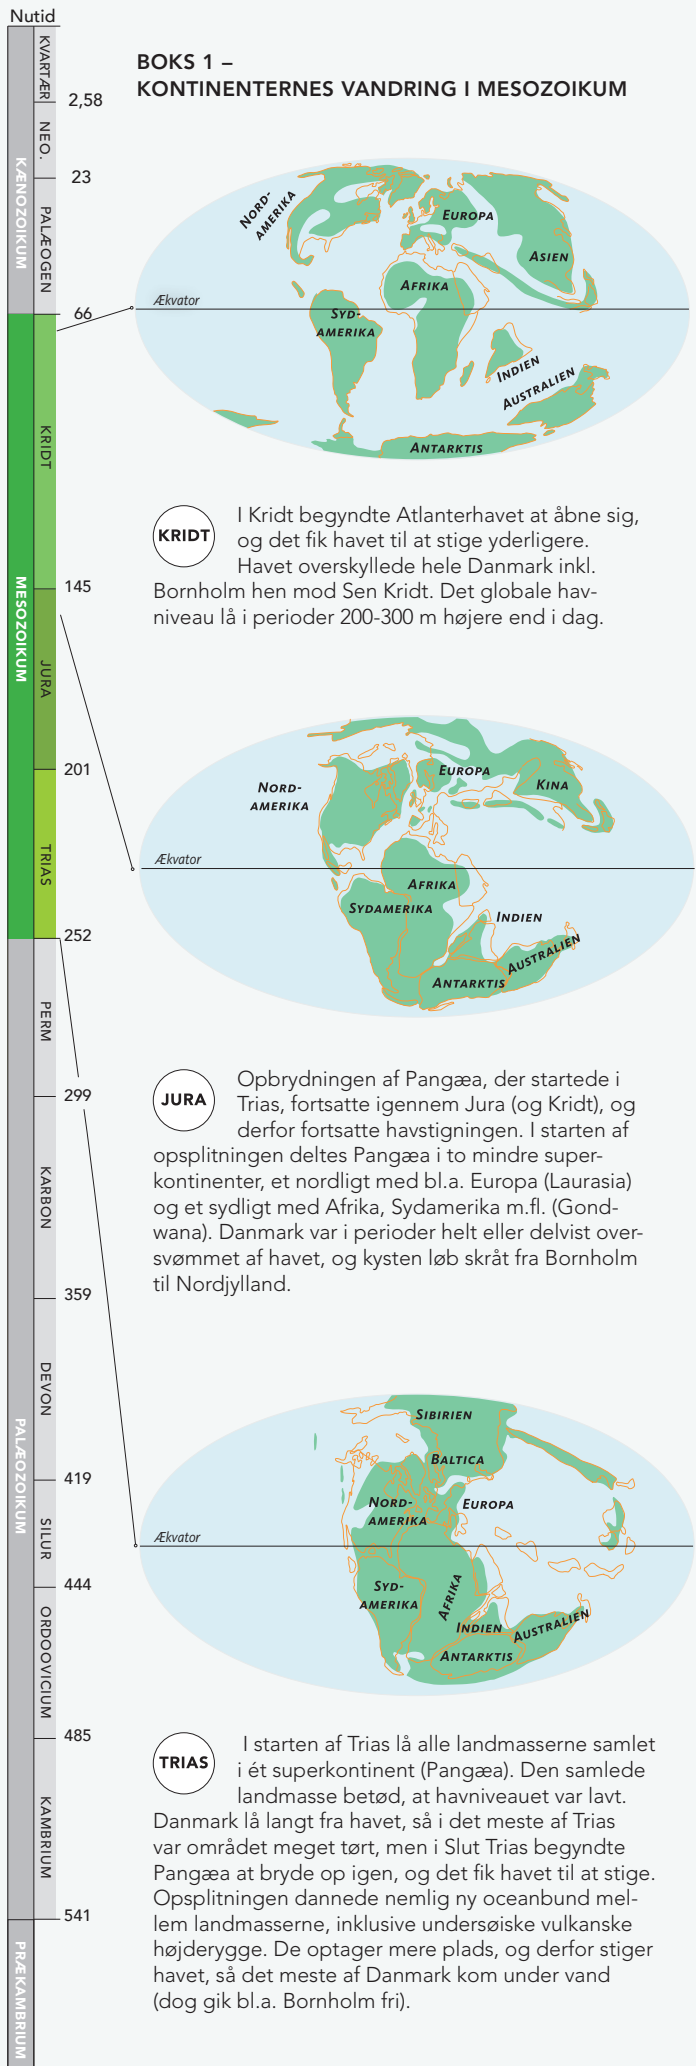 Nutid
KVARTÆR
2,58
NEO.
23
KÆNOZOIKUM
PALÆOGEN
66
KRIDT
145
MESOZOIKUM
JURA
201
TRIAS
252
PERM
299
KARBON
359
DEVON
PALÆOZOIKUM
419
SILUR
444
ORDOOVICIUM
485
KAMBRIUM
541
PRÆKAMBRIUM
BOKS 1 –
KONTINENTERNES VANDRING I MESOZOIKUM
NORD-
AMERIKA
EUROPA
ASIEN
AFRIKA
Ækvator
SYD-
AMERIKA
INDIEN
AUSTRALIEN
ANTARKTIS
KRIDT
I Kridt begyndte Atlanterhavet at åbne sig,
og det fik havet til at stige yderligere.
Havet overskyllede hele Danmark inkl.
Bornholm hen mod Sen Kridt. Det globale hav-
niveau lå i perioder 200-300 m højere end i dag.
EUROPA
NORD-
AMERIKA
KINA
Ækvator
AFRIKA
SYDAMERIKA
INDIEN
AUSTRALIEN
ANTARKTIS
JURA
Opbrydningen af Pangæa, der startede i
Trias, fortsatte igennem Jura (og Kridt), og
derfor fortsatte havstigningen. I starten af
opsplitningen deltes Pangæa i to mindre super-
kontinenter, et nordligt med bl.a. Europa (Laurasia)
og et sydligt med Afrika, Sydamerika m.fl. (Gond-
wana). Danmark var i perioder helt eller delvist over-
svømmet af havet, og kysten løb skråt fra Bornholm
til Nordjylland.
SIBIRIEN
BALTICA
NORD-
AMERIKA
EUROPA
Ækvator
SYD-
AMERIKA
AFRIKA
INDIEN
AUSTRALIEN
ANTARKTIS
TRIAS
I starten af Trias lå alle landmasserne samlet
i ét superkontinent (Pangæa). Den samlede
landmasse betød, at havniveauet var lavt.
Danmark lå langt fra havet, så i det meste af Trias
var området meget tørt, men i Slut Trias begyndte
Pangæa at bryde op igen, og det fik havet til at stige.
Opsplitningen dannede nemlig ny oceanbund mel-
lem landmasserne, inklusive undersøiske vulkanske
højderygge. De optager mere plads, og derfor stiger
havet, så det meste af Danmark kom under vand
(dog gik bl.a. Bornholm fri).